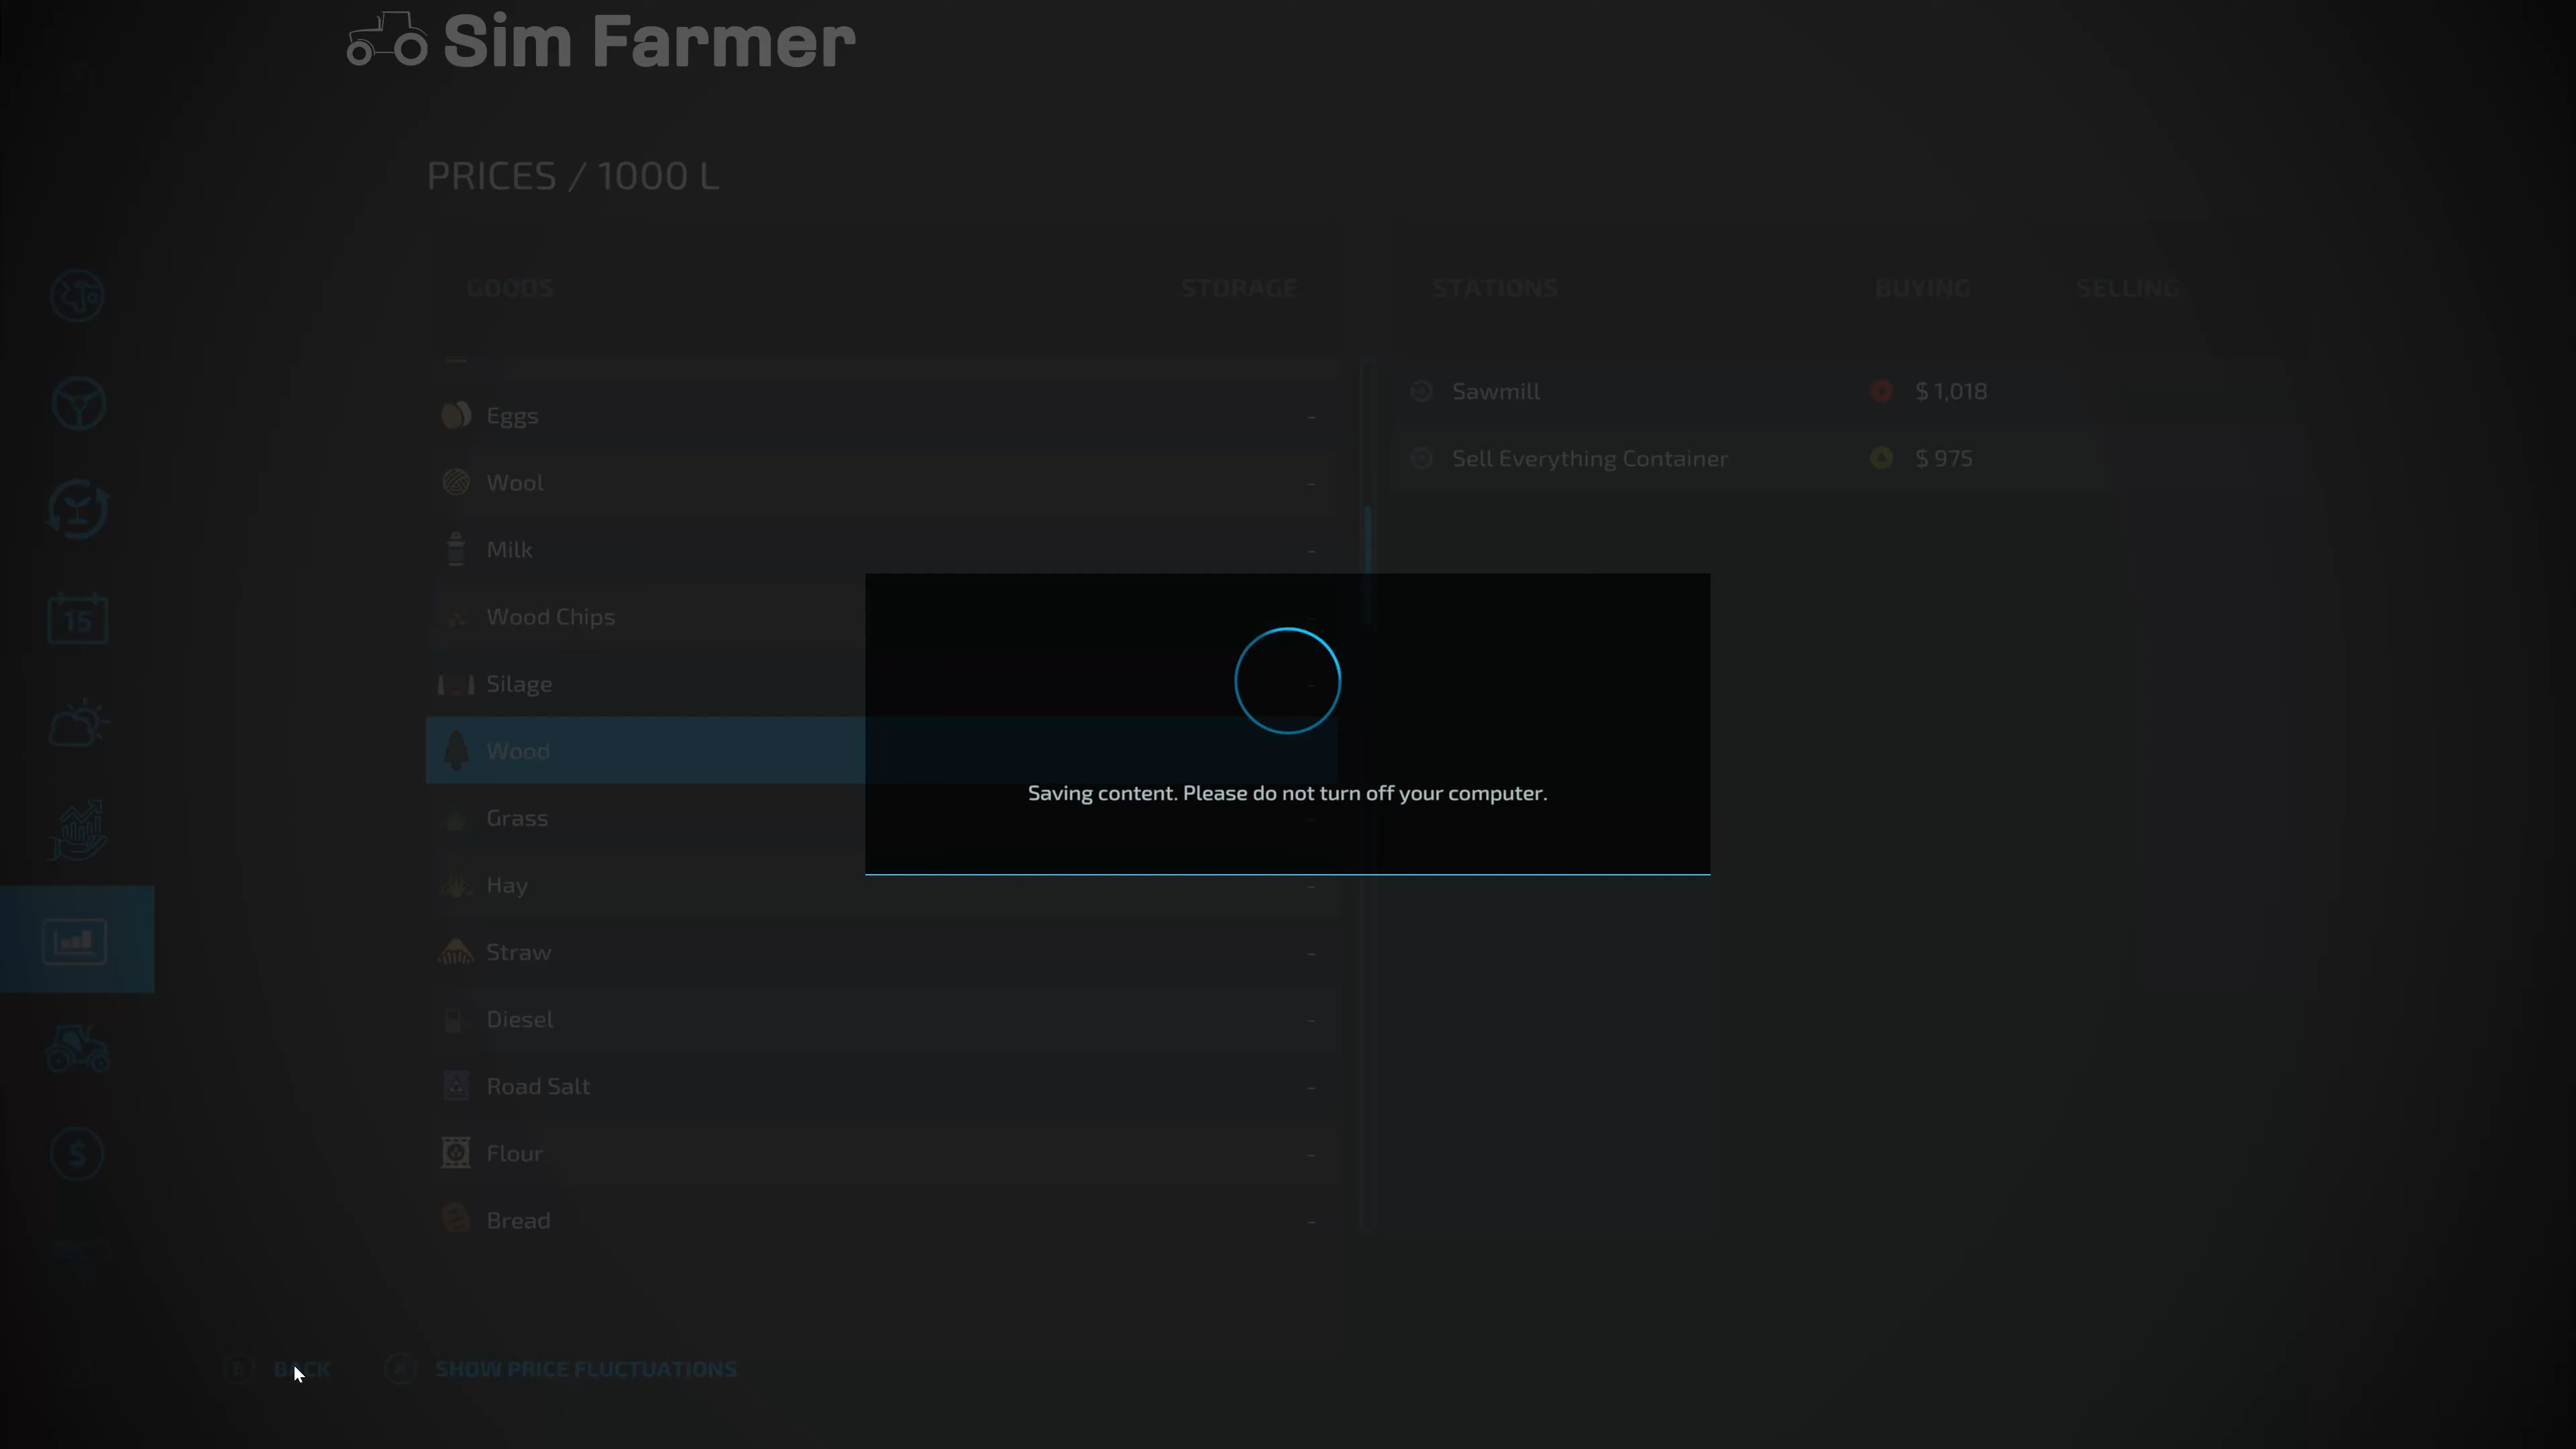 Sim Farmer
PRICES / 1000 L
GOODS STORAGE
STATIONS BUYING SELLING
Sawmill $ 1,018
Sell Everything Container $ 975
Eggs -
Wool -
Milk -
Wood Chips -
Silage -
Wood
Grass -
Hay -
Straw -
Diesel -
Road Salt -
Flour -
Bread -
15
$
Saving content. Please do not turn off your computer.
B BACK
X SHOW PRICE FLUCTUATIONS